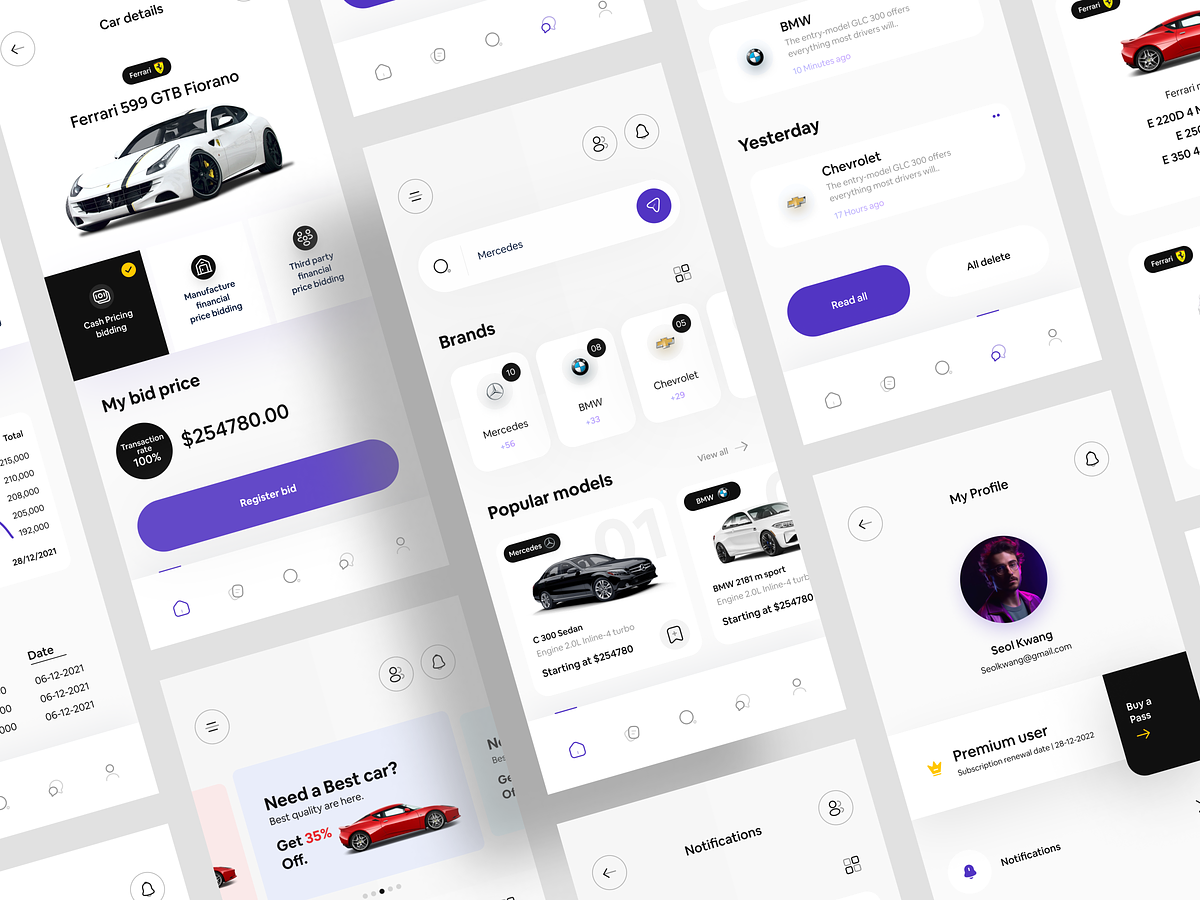 Car details
Ferrari
Ferrari 599 GTB Fiorano
Cash Pricing
bidding
Manufacture
financial
price bidding
Third party
financial
price bidding
My bid price
Transaction
rate
100%
$254780.00
Register bid
Total
215,000
210,000
208,000
205,000
192,000
28/12/2021
Date
06-12-2021
06-12-2021
06-12-2021
Need a Best car?
Best quality are here.
Get 35%
Off.
Mercedes
Brands
10
Mercedes
+56
08
BMW
+33
05
Chevrolet
+29
View all
Popular models
01
Mercedes
C 300 Sedan
Engine 2.0L Inline-4 turbo
Starting at $254780
BMW
BMW 2181 m sport
Engine 2.0L Inline-4 turb
Starting at $254780
Notifications
BMW
The entry-model GLC 300 offers
everything most drivers will...
10 Minutes ago
Yesterday
Chevrolet
The entry-model GLC 300 offers
everything most drivers will...
17 Hours ago
Read all
All delete
My Profile
Seol Kwang
Seolkwang@gmail.com
Premium user
Subscription renewal date | 28-12-2022
Buy a
Pass
Notifications
Ferrari
E 220D 4
Ferrari